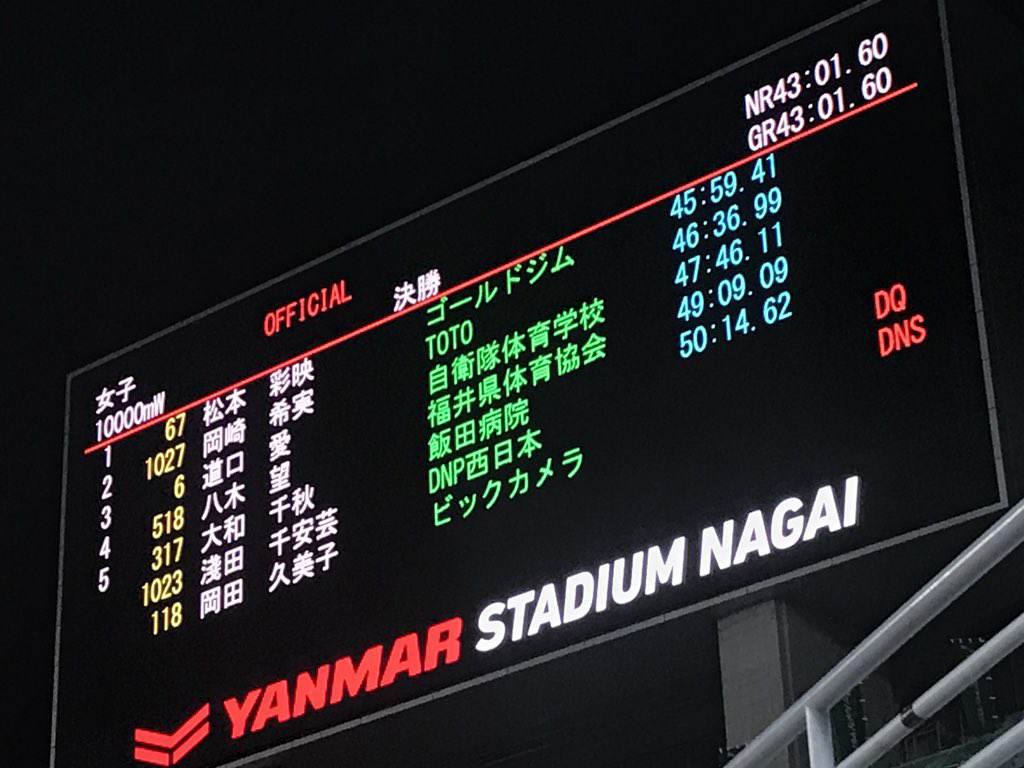 NR43:01.60
OFFICIAL 決勝 GR43:01.60
女子
10000mW
1 67 松本 彩映 ゴールドジム 45:59.41
2 1027 岡崎 希実 TOTO 46:36.99
3 6 道口 愛 自衛隊体育学校 47:46.11
4 518 八木 望 福井県体育協会 49:09.09
5 317 大和 千秋 飯田病院 50:14.62
1023 淺田 千安芸 DNP西日本 DQ
118 岡田 久美子 ビックカメラ DNS
YANMAR STADIUM NAGAI